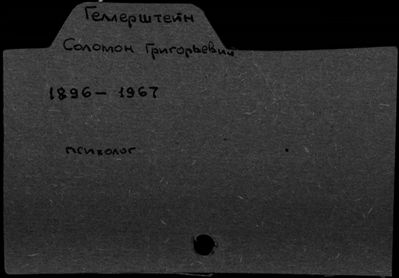 Геллерштейн
Соломон Григорьевич
1896- 1967
психолог